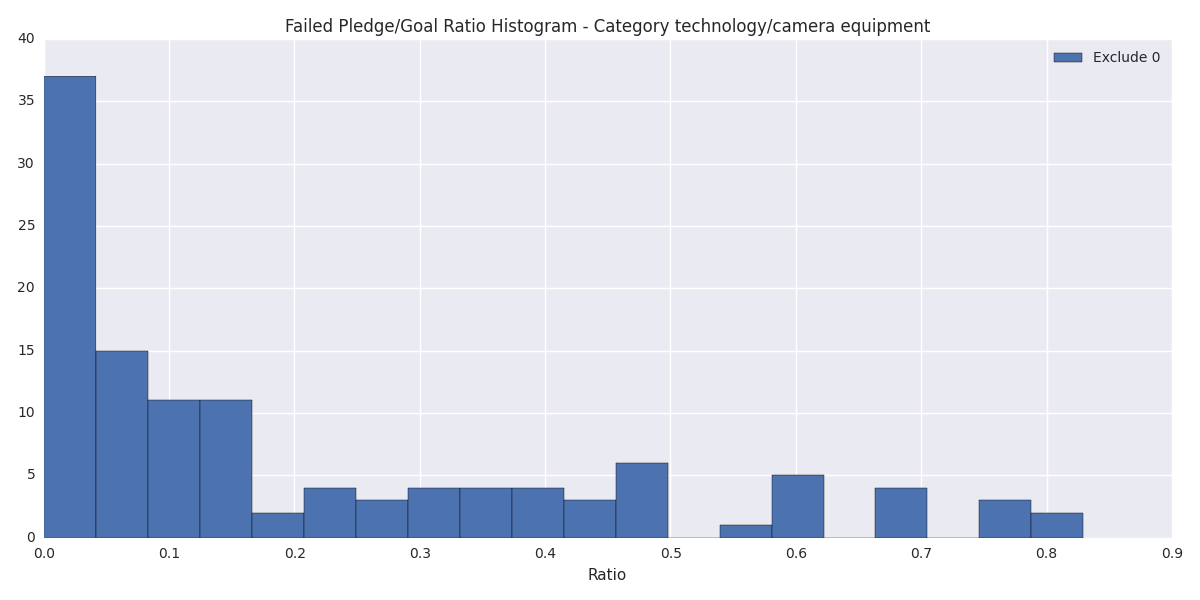 Failed Pledge/Goal Ratio Histogram - Category technology/camera equipment
Exclude 0
40
35
30
25
20
15
10
5
0
0.0 0.1 0.2 0.3 0.4 0.5 0.6 0.7 0.8 0.9
Ratio